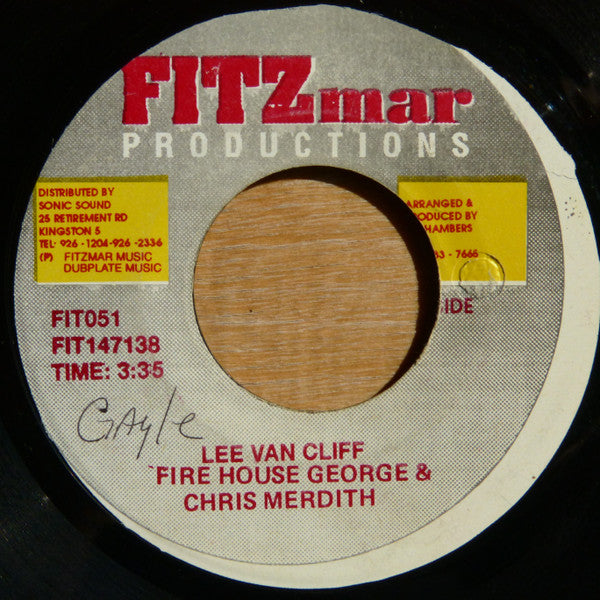 FITZmar
PRODUCTIONS
DISTRIBUTED BY
SONIC SOUND
25 RETIREMENT RD
KINGSTON 5
TEL: 926 - 1204-926 -2336
(P) FITZMAR MUSIC
DUBPLATE MUSIC
ARRANGED &
ODUCED BY
HAMBERS
33 - 7666
IDE
FIT051
FIT147138
TIME: 3:35
Gayle
LEE VAN CLIFF
"FIRE HOUSE GEORGE &
CHRIS MERDITH